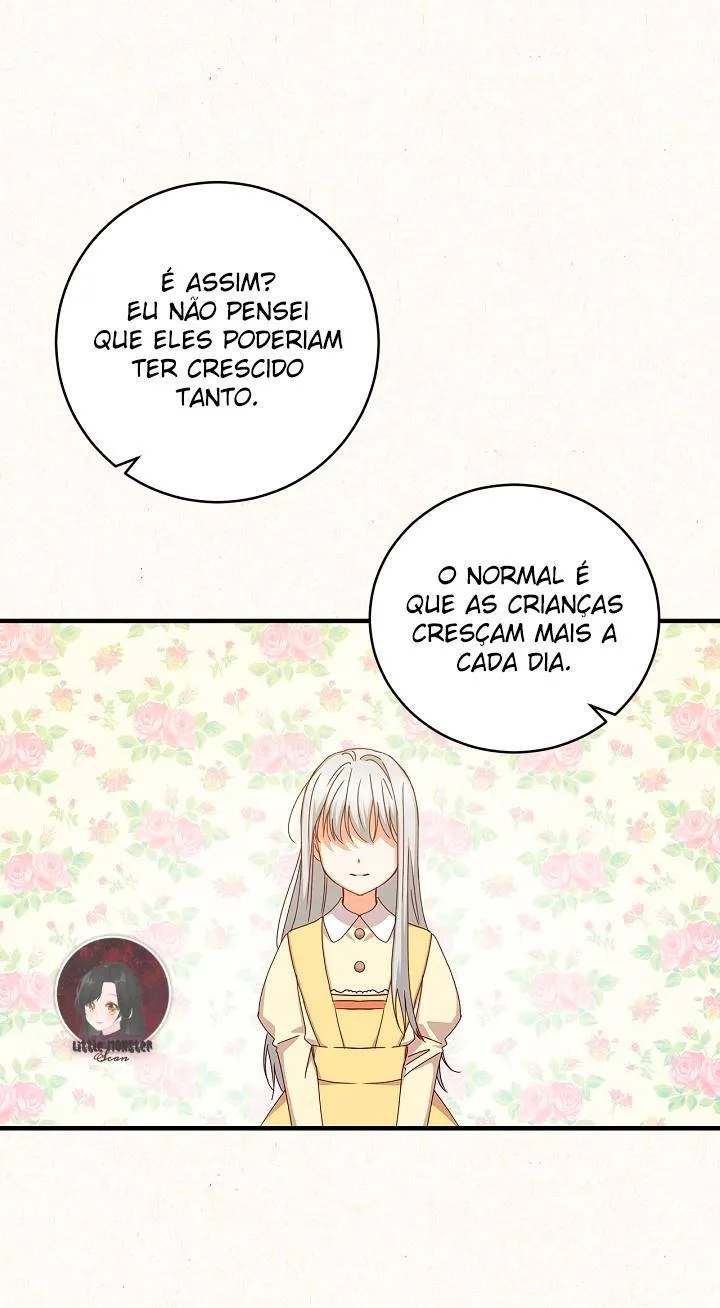 É ASSIM?
EU NÃO PENSEI
QUE ELES PODERIAM
TER CRESCIDO
TANTO.
O NORMAL É
QUE AS CRIANÇAS
CRESÇAM MAIS A
CADA DIA.
Little Monster
Scan